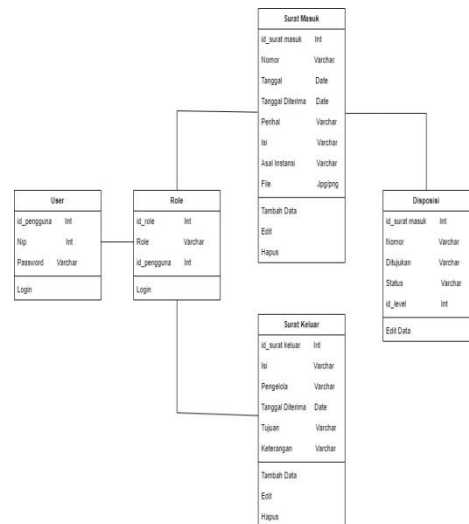 Surat Masuk
id_surat masuk Int
Nomor Varchar
Tanggal Date
Tanggal Diterima Date
Perihal Varchar
Isi Varchar
Asal Instansi Varchar
File Jpg/png
Tambah Data
Edit
Hapus
User
id_pengguna Int
Nip Int
Password Varchar
Login
Role
id_role Int
Role Varchar
id_pengguna Int
Login
Disposisi
id_surat masuk Int
Nomor Varchar
Ditujukan Varchar
Status Varchar
id_level Int
Edit Data
Surat Keluar
id_surat keluar Int
Isi Varchar
Pengelola Varchar
Tanggal Diterima Date
Tujuan Varchar
Keterangan Varchar
Tambah Data
Edit
Hapus